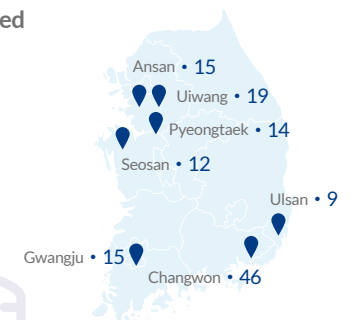 ed
Ansan • 15
Uiwang • 19
Pyeongtaek • 14
Seosan • 12
Ulsan • 9
Gwangju • 15
Changwon • 46